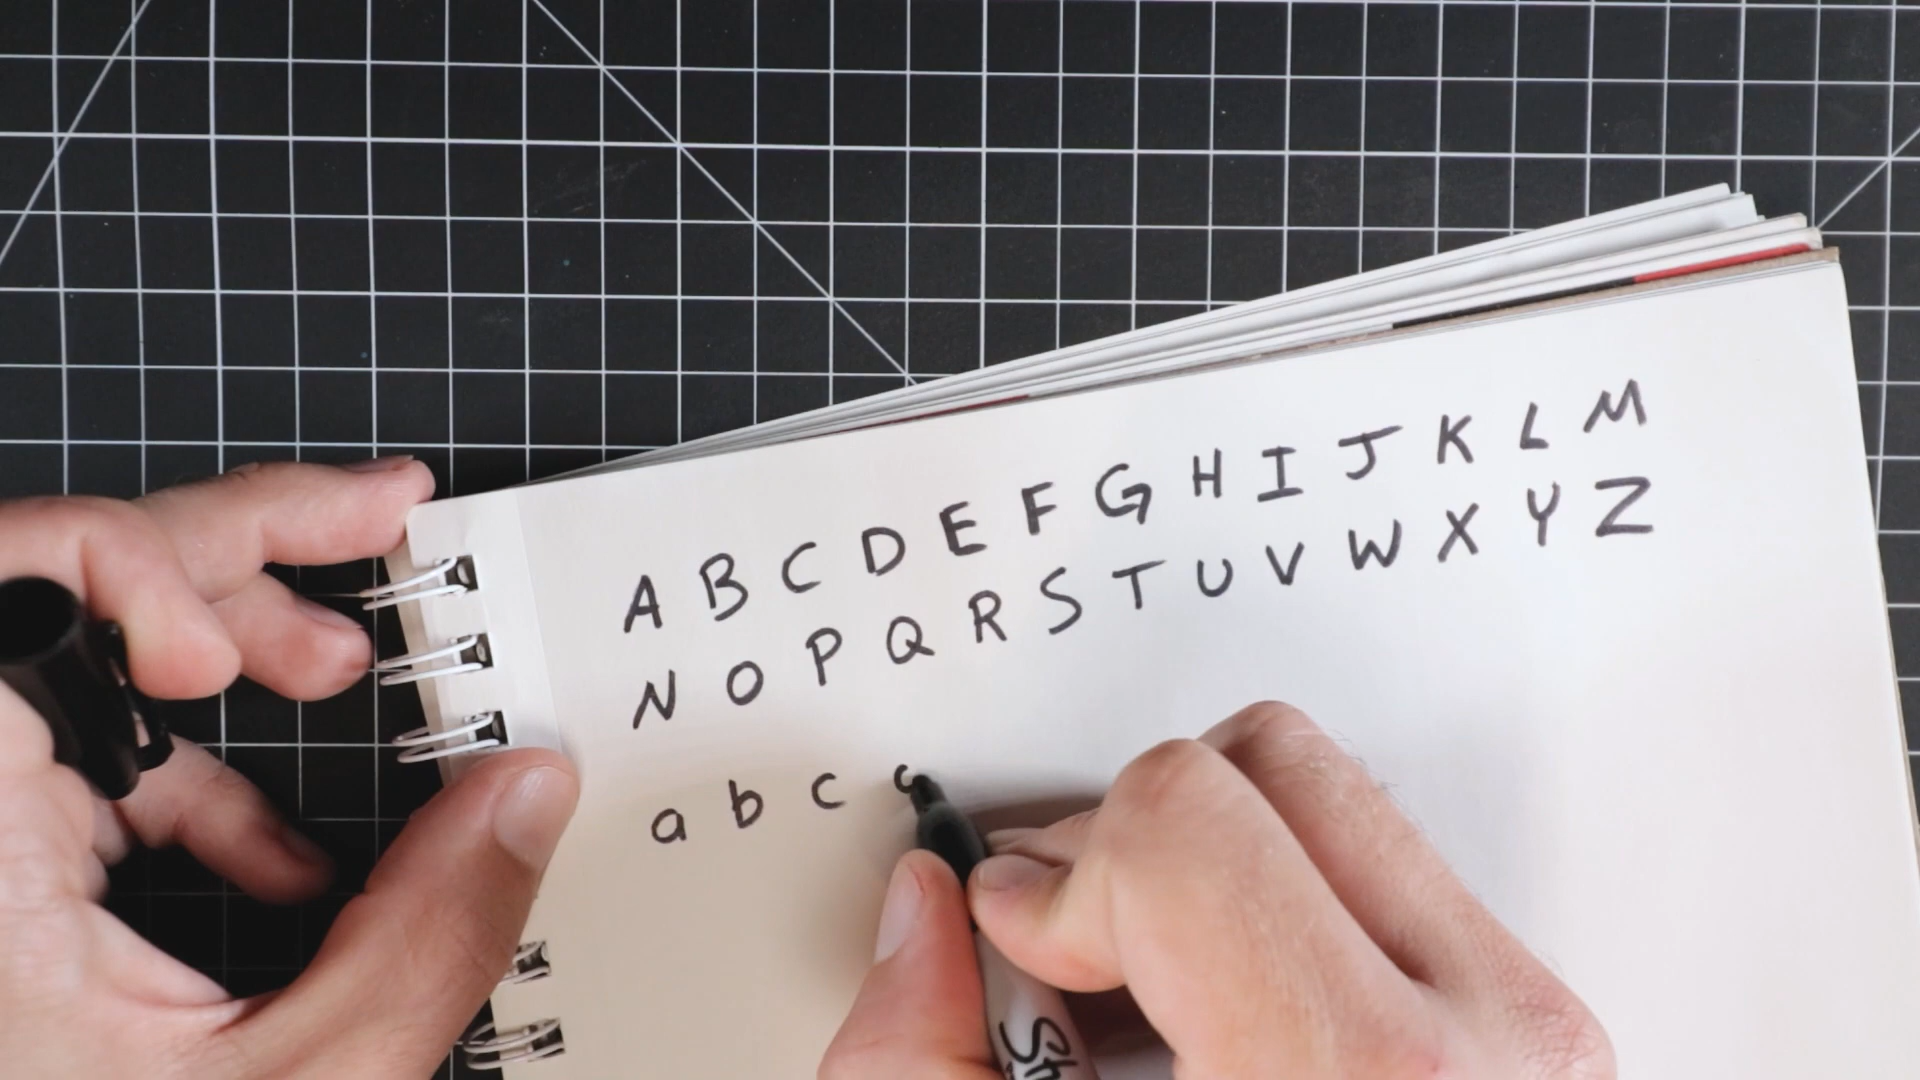 A B C D E F G H I J K L M
N O P Q R S T U V W X Y Z
a b c